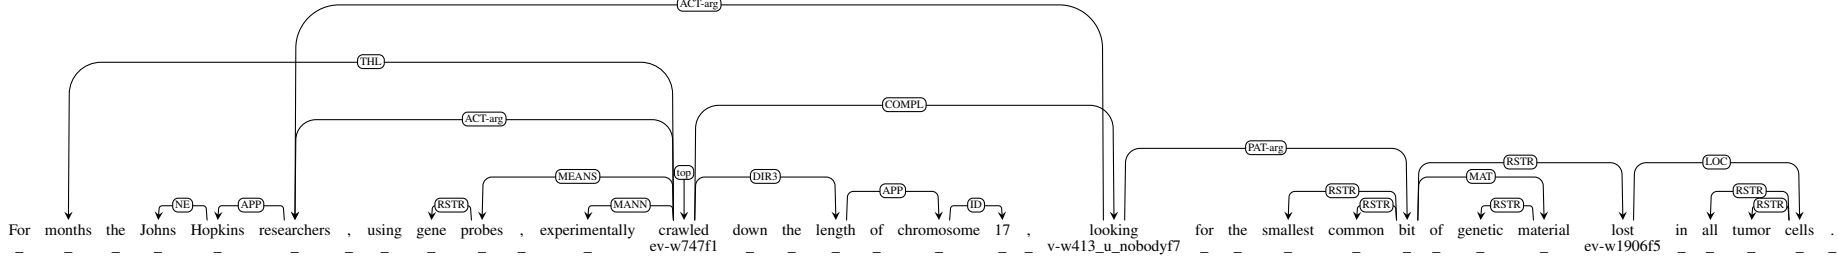 ACT-arg
THL
COMPL
ACT-arg
PAT-arg
top RSTR LOC
MEANS DIR3 MAT
APP RSTR RSTR
NE APP RSTR MANN ID RSTR RSTR RSTR
For months the Johns Hopkins researchers , using gene probes , experimentally crawled down the length of chromosome 17 , looking for the smallest common bit of genetic material lost in all tumor cells .
ev-w747f1 v-w413_u_nobodyf7 ev-w1906f5
_ _ _ _ _ _ _ _ _ _ _ _ _ _ _ _ _ _ _ _ _ _ _ _ _ _ _ _ _ _ _